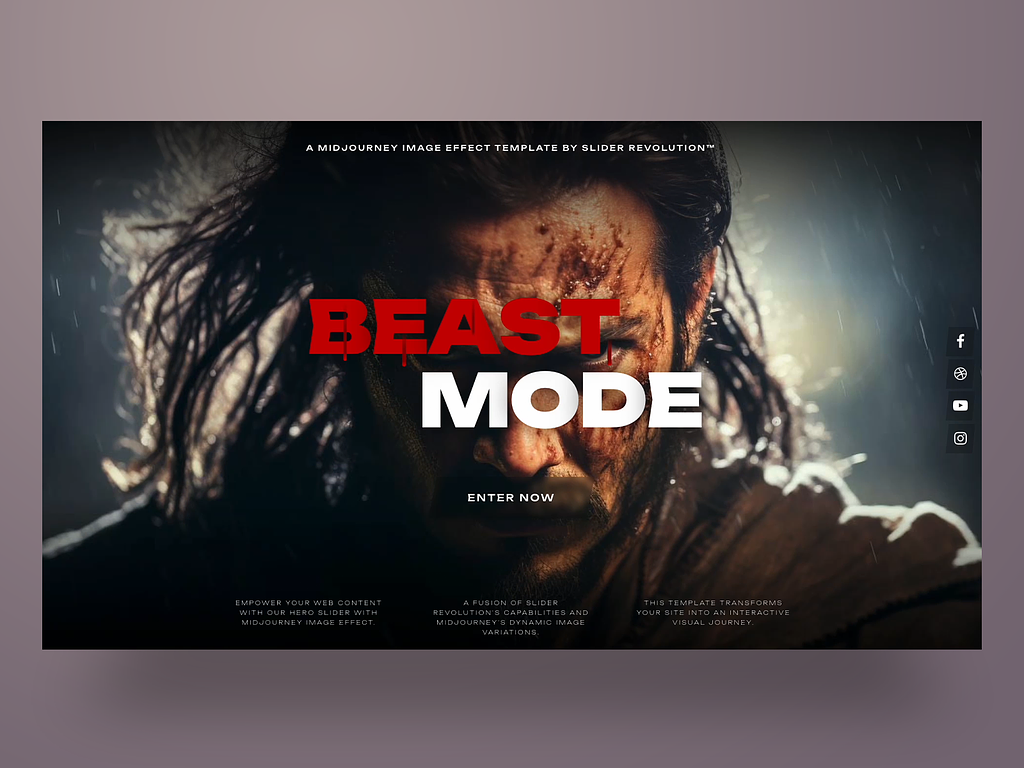 A MIDJOURNEY IMAGE EFFECT TEMPLATE BY SLIDER REVOLUTION™
BEAST
MODE
ENTER NOW
EMPOWER YOUR WEB CONTENT
WITH OUR HERO SLIDER WITH
MIDJOURNEY IMAGE EFFECT.
A FUSION OF SLIDER
REVOLUTION'S CAPABILITIES AND
MIDJOURNEY'S DYNAMIC IMAGE
VARIATIONS.
THIS TEMPLATE TRANSFORMS
YOUR SITE INTO AN INTERACTIVE
VISUAL JOURNEY.